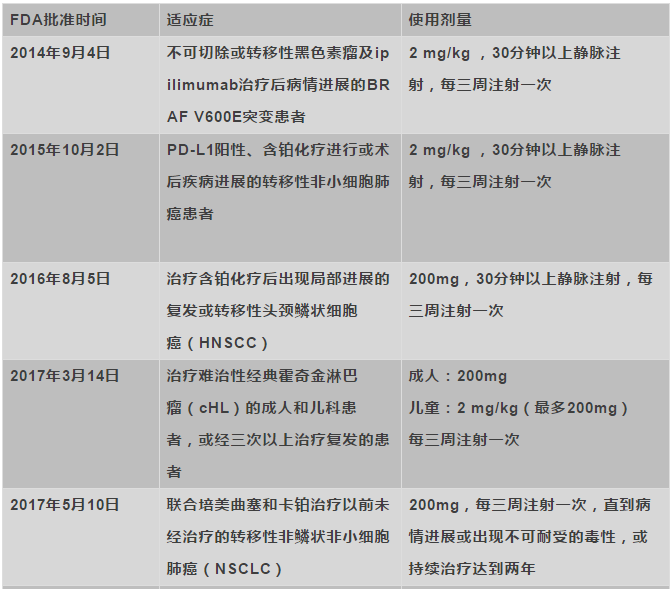 FDA批准时间 适应症 使用剂量
2014年9月4日
不可切除或转移性黑色素瘤及ip
ilimumab治疗后病情进展的BR
AF V600E突变患者
2 mg/kg ，30分钟以上静脉注
射，每三周注射一次
2015年10月2日
PD-L1阳性、含铂化疗进行或术
后疾病进展的转移性非小细胞肺
癌患者
2 mg/kg ，30分钟以上静脉注
射，每三周注射一次
2016年8月5日
治疗含铂化疗后出现局部进展的
复发或转移性头颈鳞状细胞
癌（HNSCC）
200mg，30分钟以上静脉注射，每
三周注射一次
2017年3月14日
治疗难治性经典霍奇金淋巴
瘤（cHL）的成人和儿科患
者，或经三次以上治疗复发的患
者
成人：200mg
儿童：2 mg/kg（最多200mg）
每三周注射一次
2017年5月10日
联合培美曲塞和卡铂治疗以前未
经治疗的转移性非鳞状非小细胞
肺癌（NSCLC）
200mg，每三周注射一次，直到病
情进展或出现不可耐受的毒性，或
持续治疗达到两年